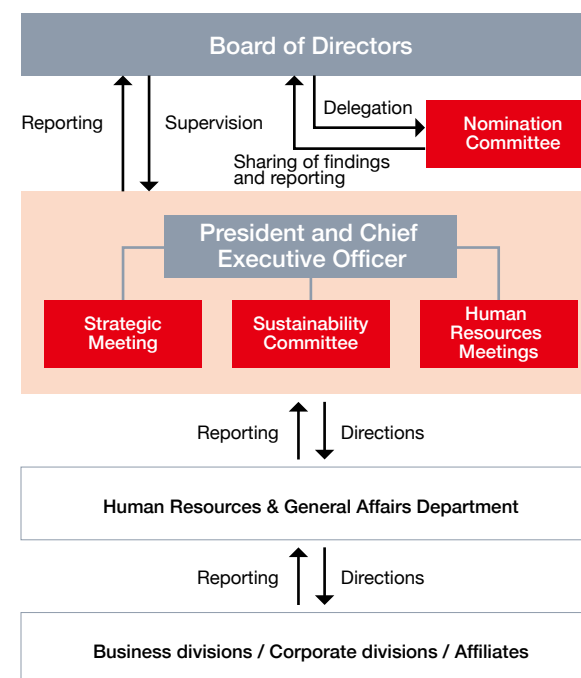 Board of Directors
Reporting
Supervision
Delegation
Nomination
Committee
Sharing of findings
and reporting
President and Chief
Executive Officer
Strategic
Meeting
Sustainability
Committee
Human
Resources
Meetings
Reporting
Directions
Human Resources & General Affairs Department
Reporting
Directions
Business divisions / Corporate divisions / Affiliates